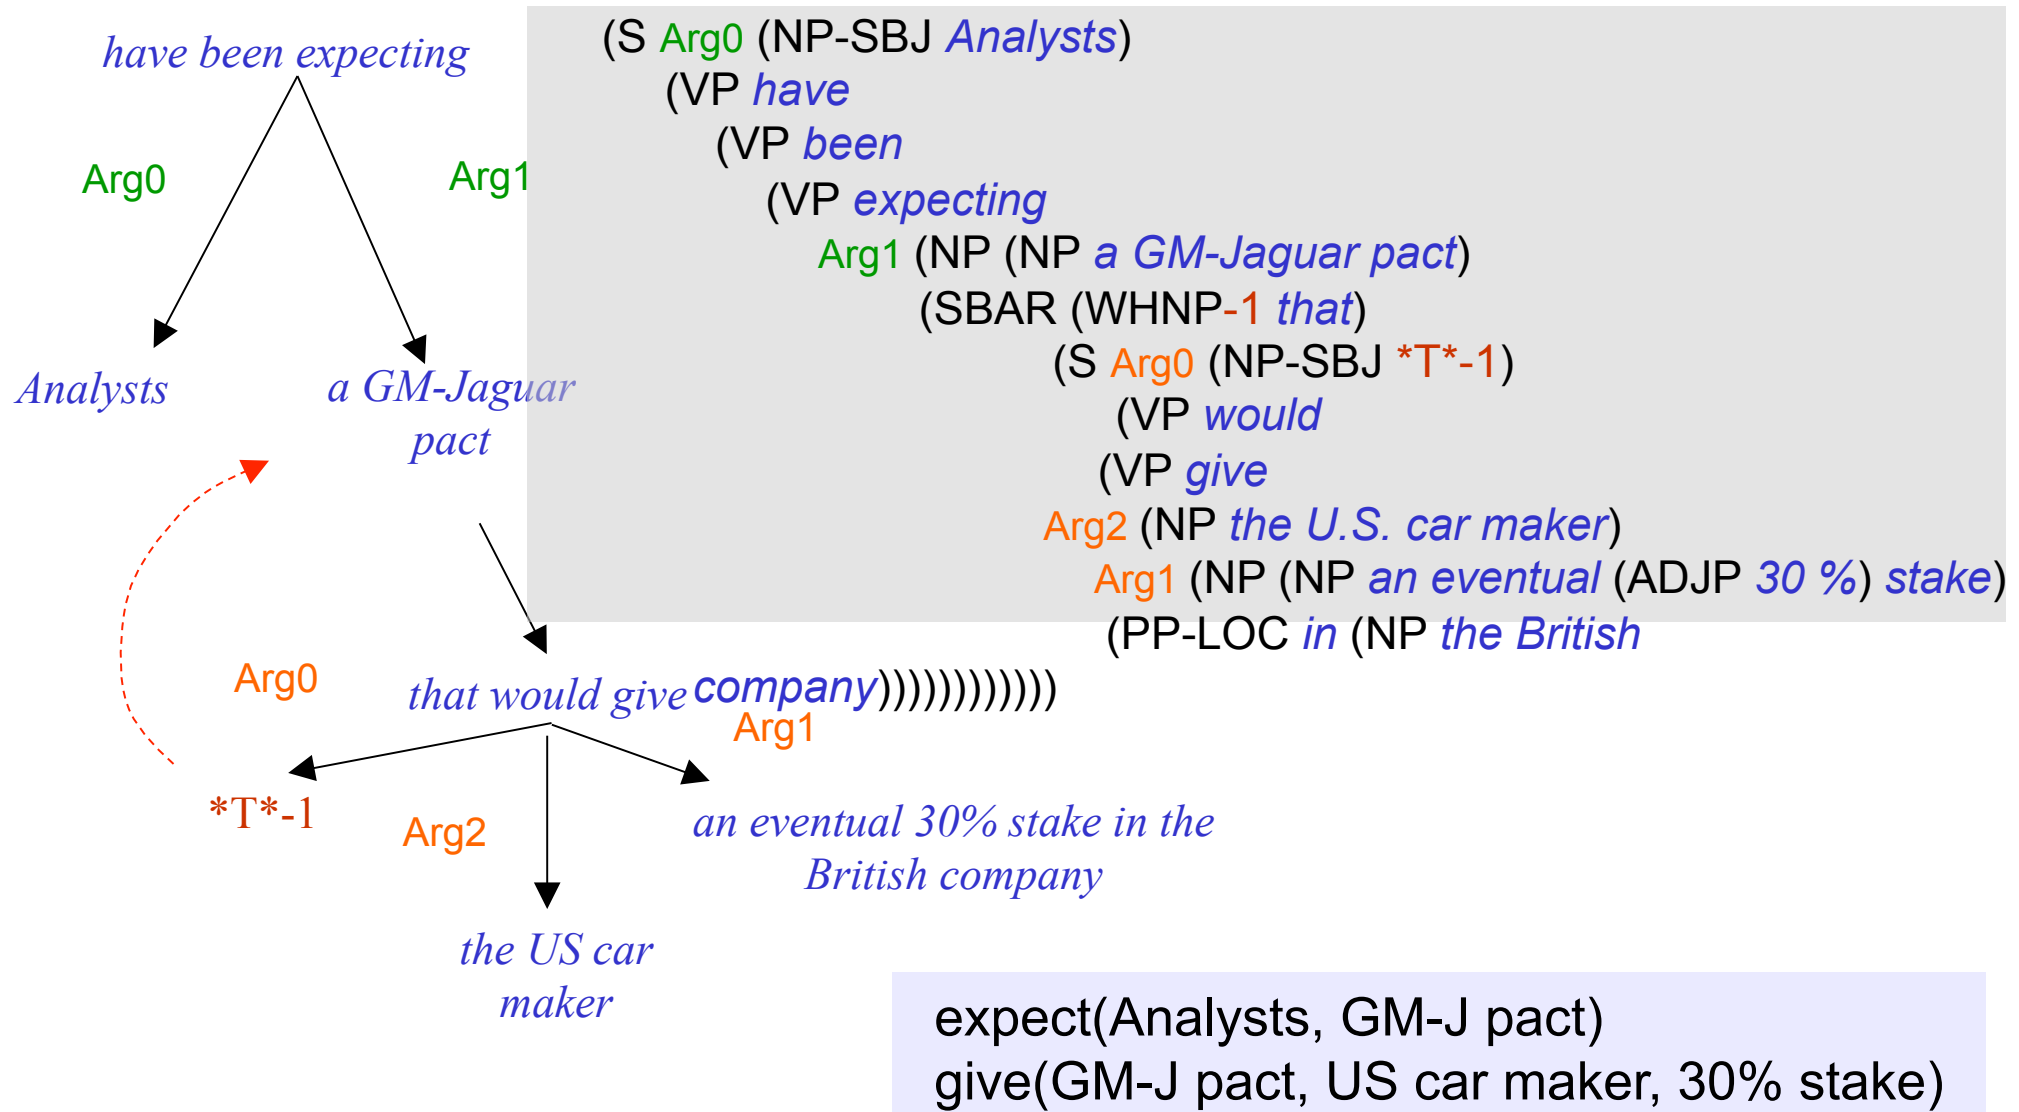 have been expecting
Arg0
Arg1
Analysts
a GM-Jaguar
pact
Arg0
that would give
Arg1
*T*-1
Arg2
an eventual 30% stake in the
British company
the US car
maker
(S Arg0 (NP-SBJ Analysts)
(VP have
(VP been
(VP expecting
Arg1 (NP (NP a GM-Jaguar pact)
(SBAR (WHNP-1 that)
(S Arg0 (NP-SBJ *T*-1)
(VP would
(VP give
Arg2 (NP the U.S. car maker)
Arg1 (NP (NP an eventual (ADJP 30 %) stake)
(PP-LOC in (NP the British
company))))))))))))
expect(Analysts, GM-J pact)
give(GM-J pact, US car maker, 30% stake)